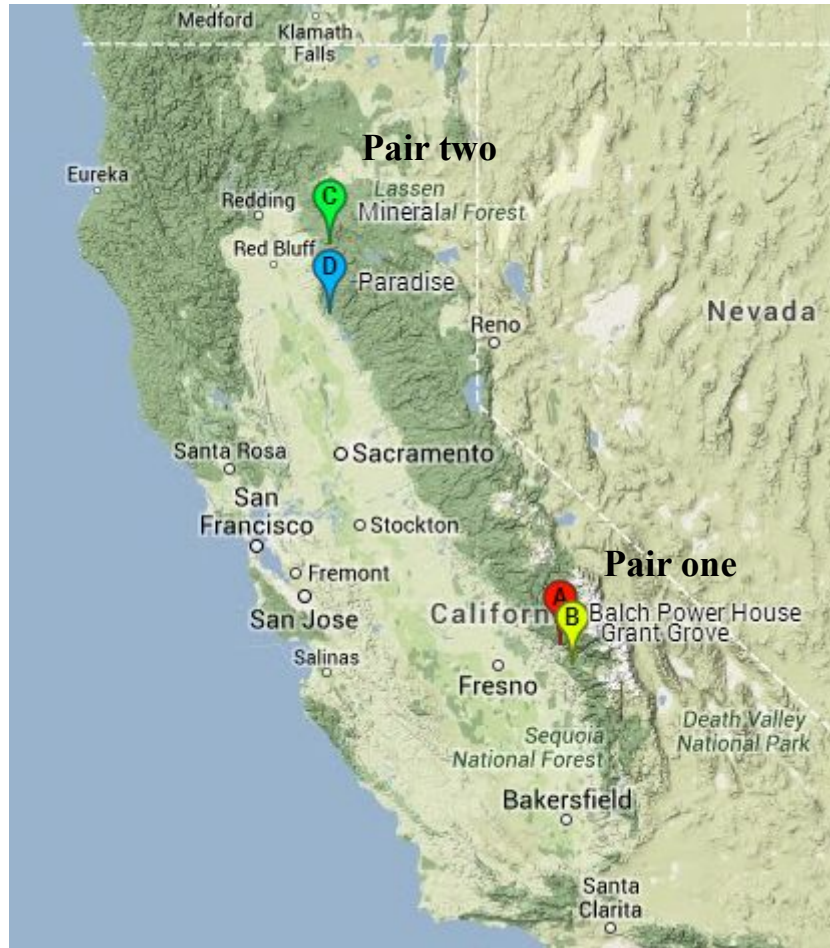 Medford
Klamath
Falls
Pair two
Eureka
Redding
C
Lassen
Mineral
al Forest
Red Bluff
D
Paradise
Reno
Nevada
Santa Rosa
Sacramento
San
Francisco
Stockton
Pair one
Fremont
A
San Jose
Californ
B
Balch Power House
Grant Grove
Salinas
Fresno
Death Valley
National Park
Sequoia
National Forest
Bakersfield
Santa
Clarita